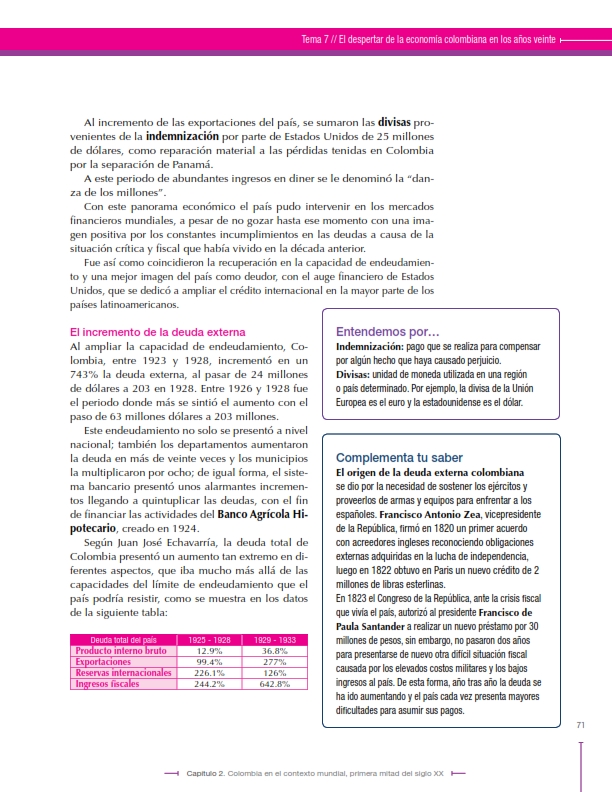 Tema 7 // El despertar de la economía colombiana en los años veinte
Al incremento de las exportaciones del país, se sumaron las divisas pro-
venientes de la indemnización por parte de Estados Unidos de 25 millones
de dólares, como reparación material a las pérdidas tenidas en Colombia
por la separación de Panamá.
A este periodo de abundantes ingresos en diner se le denominó la “dan-
za de los millones”.
Con este panorama económico el país pudo intervenir en los mercados
financieros mundiales, a pesar de no gozar hasta ese momento con una ima-
gen positiva por los constantes incumplimientos en las deudas a causa de la
situación crítica y fiscal que había vivido en la década anterior.
Fue así como coincidieron la recuperación en la capacidad de endeudamien-
to y una mejor imagen del país como deudor, con el auge financiero de Estados
Unidos, que se dedicó a ampliar el crédito internacional en la mayor parte de los
países latinoamericanos.
El incremento de la deuda externa
Al ampliar la capacidad de endeudamiento, Co-
lombia, entre 1923 y 1928, incrementó en un
743% la deuda externa, al pasar de 24 millones
de dólares a 203 en 1928. Entre 1926 y 1928 fue
el periodo donde más se sintió el aumento con el
paso de 63 millones dólares a 203 millones.
Este endeudamiento no solo se presentó a nivel
nacional; también los departamentos aumentaron
la deuda en más de veinte veces y los municipios
la multiplicaron por ocho; de igual forma, el siste-
ma bancario presentó unos alarmantes incremen-
tos llegando a quintuplicar las deudas, con el fin
de financiar las actividades del Banco Agrícola Hi-
potecario, creado en 1924.
Según Juan José Echavarría, la deuda total de
Colombia presentó un aumento tan extremo en di-
ferentes aspectos, que iba mucho más allá de las
capacidades del límite de endeudamiento que el
país podría resistir, como se muestra en los datos
de la siguiente tabla:
Deuda total del país 1925 - 1928 1929 - 1933
Producto interno bruto 12.9% 36.8%
Exportaciones 99.4% 277%
Reservas internacionales 226.1% 126%
Ingresos fiscales 244.2% 642.8%
Entendemos por...
Indemnización: pago que se realiza para compensar
por algún hecho que haya causado perjuicio.
Divisas: unidad de moneda utilizada en una región
o país determinado. Por ejemplo, la divisa de la Unión
Europea es el euro y la estadounidense es el dólar.
Complementa tu saber
El origen de la deuda externa colombiana
se dio por la necesidad de sostener los ejércitos y
proveerlos de armas y equipos para enfrentar a los
españoles. Francisco Antonio Zea, vicepresidente
de la República, firmó en 1820 un primer acuerdo
con acreedores ingleses reconociendo obligaciones
externas adquiridas en la lucha de independencia,
luego en 1822 obtuvo en Paris un nuevo crédito de 2
millones de libras esterlinas.
En 1823 el Congreso de la República, ante la crisis fiscal
que vivía el país, autorizó al presidente Francisco de
Paula Santander a realizar un nuevo préstamo por 30
millones de pesos, sin embargo, no pasaron dos años
para presentarse de nuevo otra difícil situación fiscal
causada por los elevados costos militares y los bajos
ingresos al país. De esta forma, año tras año la deuda se
ha ido aumentando y el país cada vez presenta mayores
dificultades para asumir sus pagos.
71
Capítulo 2. Colombia en el contexto mundial, primera mitad del siglo XX